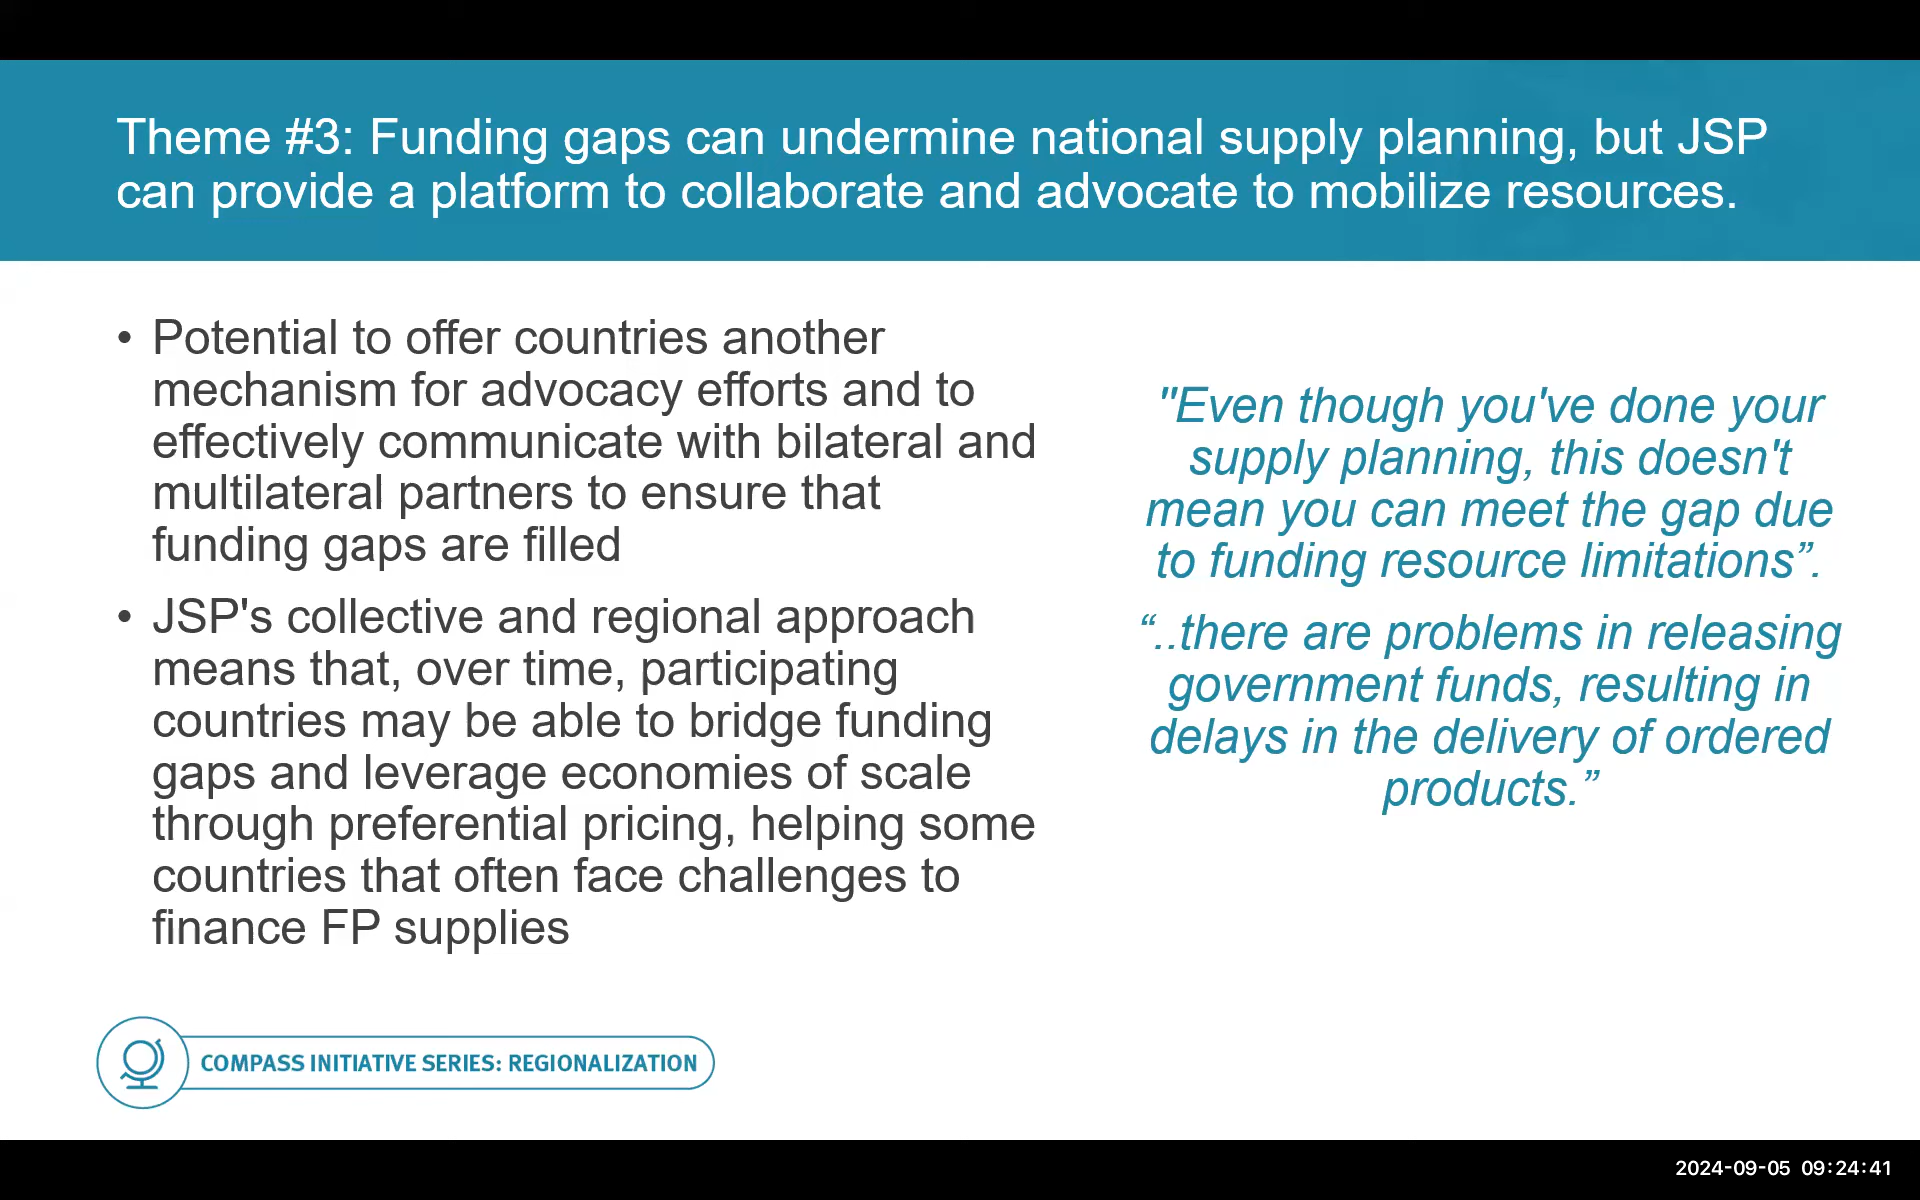 Theme #3: Funding gaps can undermine national supply planning, but JSP
can provide a platform to collaborate and advocate to mobilize resources.
• Potential to offer countries another
mechanism for advocacy efforts and to
effectively communicate with bilateral and
multilateral partners to ensure that
funding gaps are filled
• JSP's collective and regional approach
means that, over time, participating
countries may be able to bridge funding
gaps and leverage economies of scale
through preferential pricing, helping some
countries that often face challenges to
finance FP supplies
"Even though you've done your
supply planning, this doesn't
mean you can meet the gap due
to funding resource limitations”.
“..there are problems in releasing
government funds, resulting in
delays in the delivery of ordered
products.”
COMPASS INITIATIVE SERIES: REGIONALIZATION
2024-09-05 09:24:41